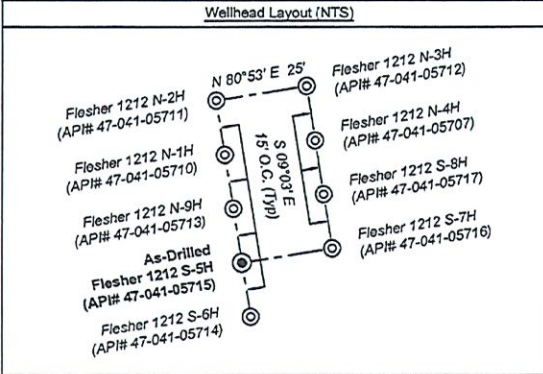 Wellhead Layout (NTS)
N 80°53' E 25'
Flesher 1212 N-2H
(API# 47-041-05711)
Flesher 1212 N-3H
(API# 47-041-05712)
Flesher 1212 N-1H
(API# 47-041-05710)
Flesher 1212 N-4H
(API# 47-041-05707)
S 09°03' E
15' O.C. (Typ)
Flesher 1212 N-9H
(API# 47-041-05713)
Flesher 1212 S-8H
(API# 47-041-05717)
As-Drilled
Flesher 1212 S-5H
(API# 47-041-05715)
Flesher 1212 S-7H
(API# 47-041-05716)
Flesher 1212 S-6H
(API# 47-041-05714)